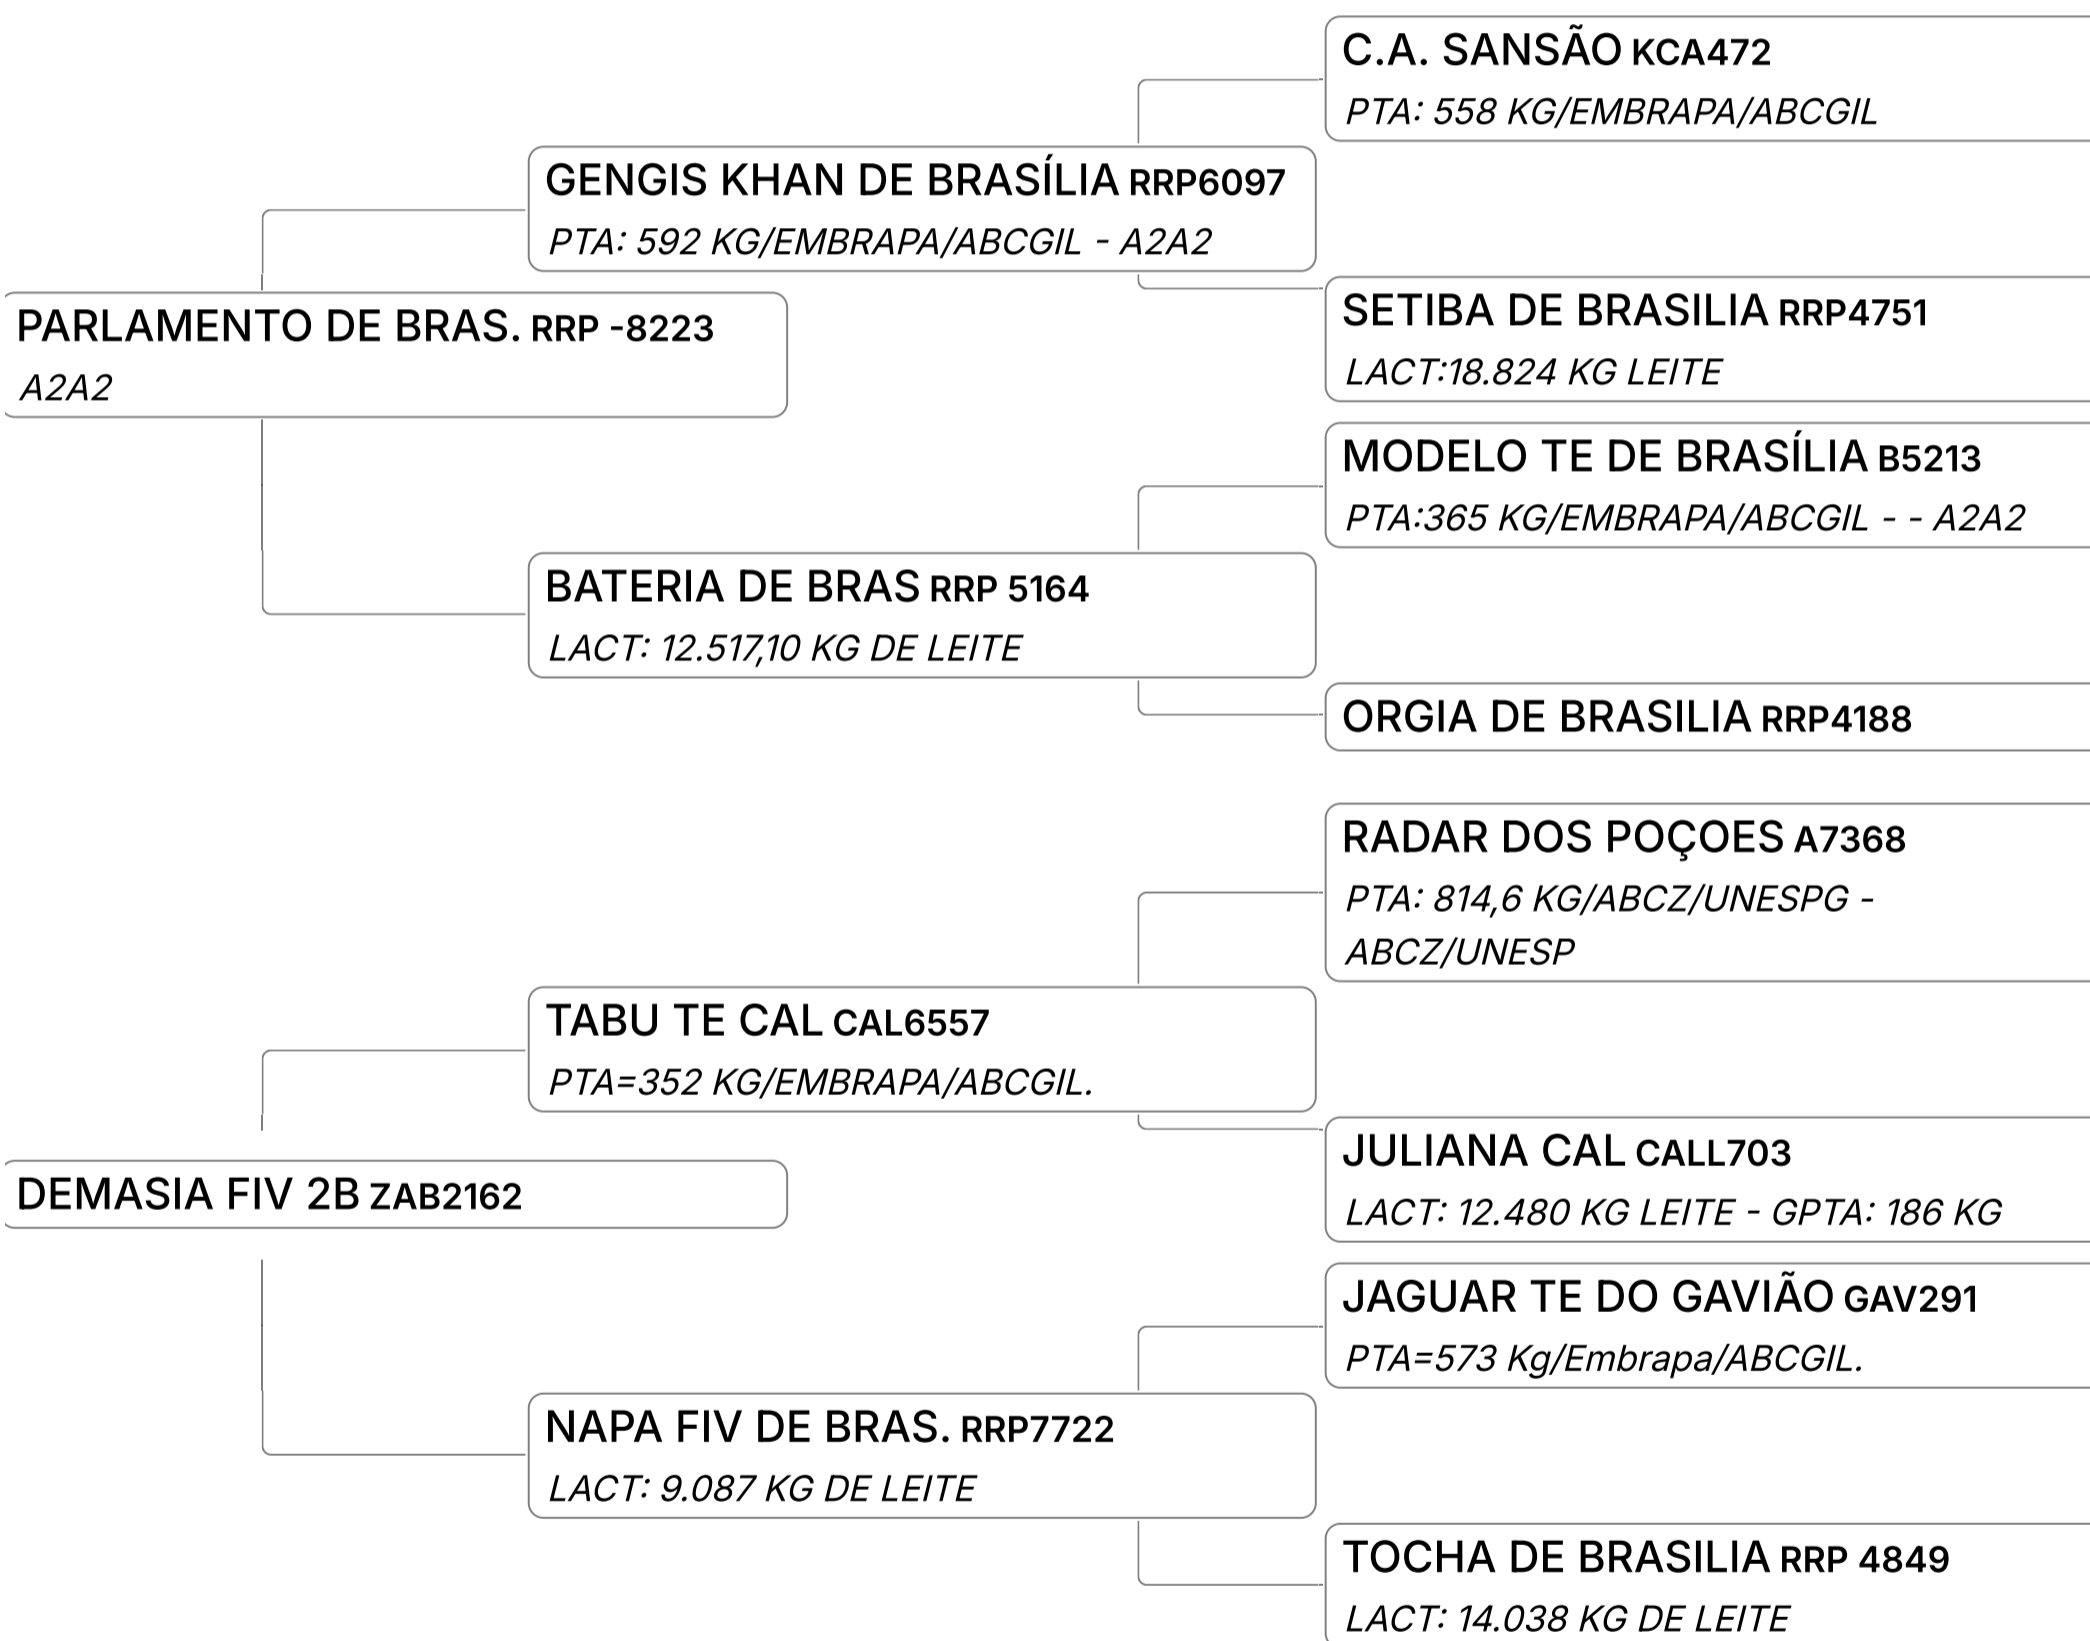 C.A. SANSÃO KCA472
PTA: 558 KG/EMBRAPA/ABCGIL
GENGIS KHAN DE BRASÍLIA RRP6097
PTA: 592 KG/EMBRAPA/ABCGIL - A2A2
SETIBA DE BRASILIA RRP4751
LACT:18.824 KG LEITE
PARLAMENTO DE BRAS. RRP -8223
A2A2
MODELO TE DE BRASÍLIA B5213
PTA:365 KG/EMBRAPA/ABCGIL - - A2A2
BATERIA DE BRAS RRP 5164
LACT: 12.517,10 KG DE LEITE
ORGIA DE BRASILIA RRP4188
RADAR DOS POÇOES A7368
PTA: 814,6 KG/ABCZ/UNESPG -
ABCZ/UNESP
TABU TE CAL CAL6557
PTA=352 KG/EMBRAPA/ABCGIL.
JULIANA CAL CALL703
LACT: 12.480 KG LEITE - GPTA: 186 KG
DEMASIA FIV 2B ZAB2162
JAGUAR TE DO GAVIÃO GAV291
PTA=573 Kg/Embrapa/ABCGIL.
NAPA FIV DE BRAS. RRP7722
LACT: 9.087 KG DE LEITE
TOCHA DE BRASILIA RRP 4849
LACT: 14.038 KG DE LEITE